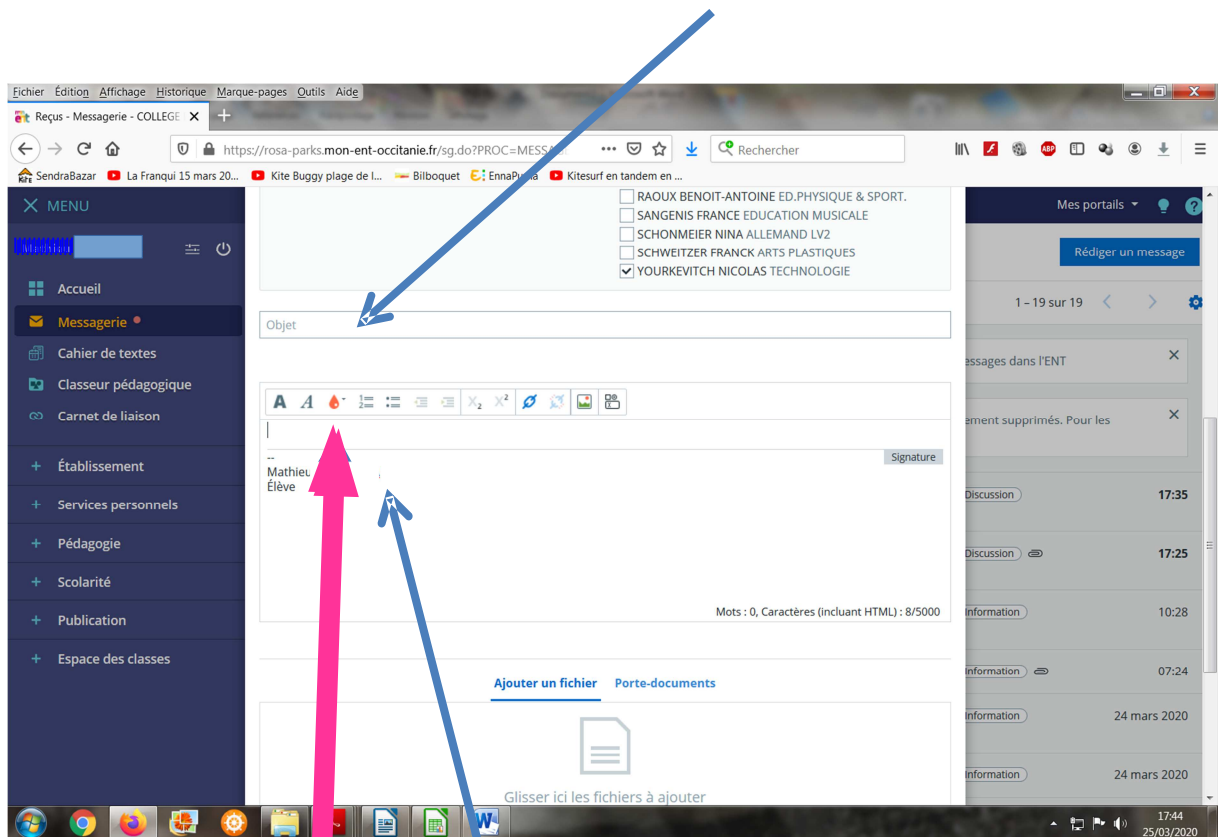 Fichier Édition Affichage Historique Marque-pages Outils Aide
Reçus - Messagerie - COLLEGE
https://rosa-parks.mon-ent-occitanie.fr/sg.do?PROC=MESSA
Rechercher
SendraBazar La Franqui 15 mars 20... Kite Buggy plage de l... Bilboquet Kitesurf en tandem en ...
MENU
Mes portails
RAOUX BENOIT-ANTOINE ED.PHYSIQUE & SPORT.
SANGENIS FRANCE EDUCATION MUSICALE
SCHONMEIER NINA ALLEMAND LV2
SCHWEITZER FRANCK ARTS PLASTIQUES
YOURKEVITCH NICOLAS TECHNOLOGIE
Rédiger un message
1 – 19 sur 19
Accueil
Messagerie
Cahier de textes
Classeur pédagogique
Carnet de liaison
Établissement
Services personnels
Pédagogie
Scolarité
Publication
Espace des classes
Objet
--
Mathieu
Élève
Signature
Mots : 0, Caractères (incluant HTML) : 8/5000
Ajouter un fichier Porte-documents
Glisser ici les fichiers à ajouter
essages dans l'ENT
ement supprimés. Pour les
Discussion 17:35
Discussion 17:25
Information 10:28
Information 07:24
Information 24 mars 2020
Information 24 mars 2020
17:44
25/03/2020